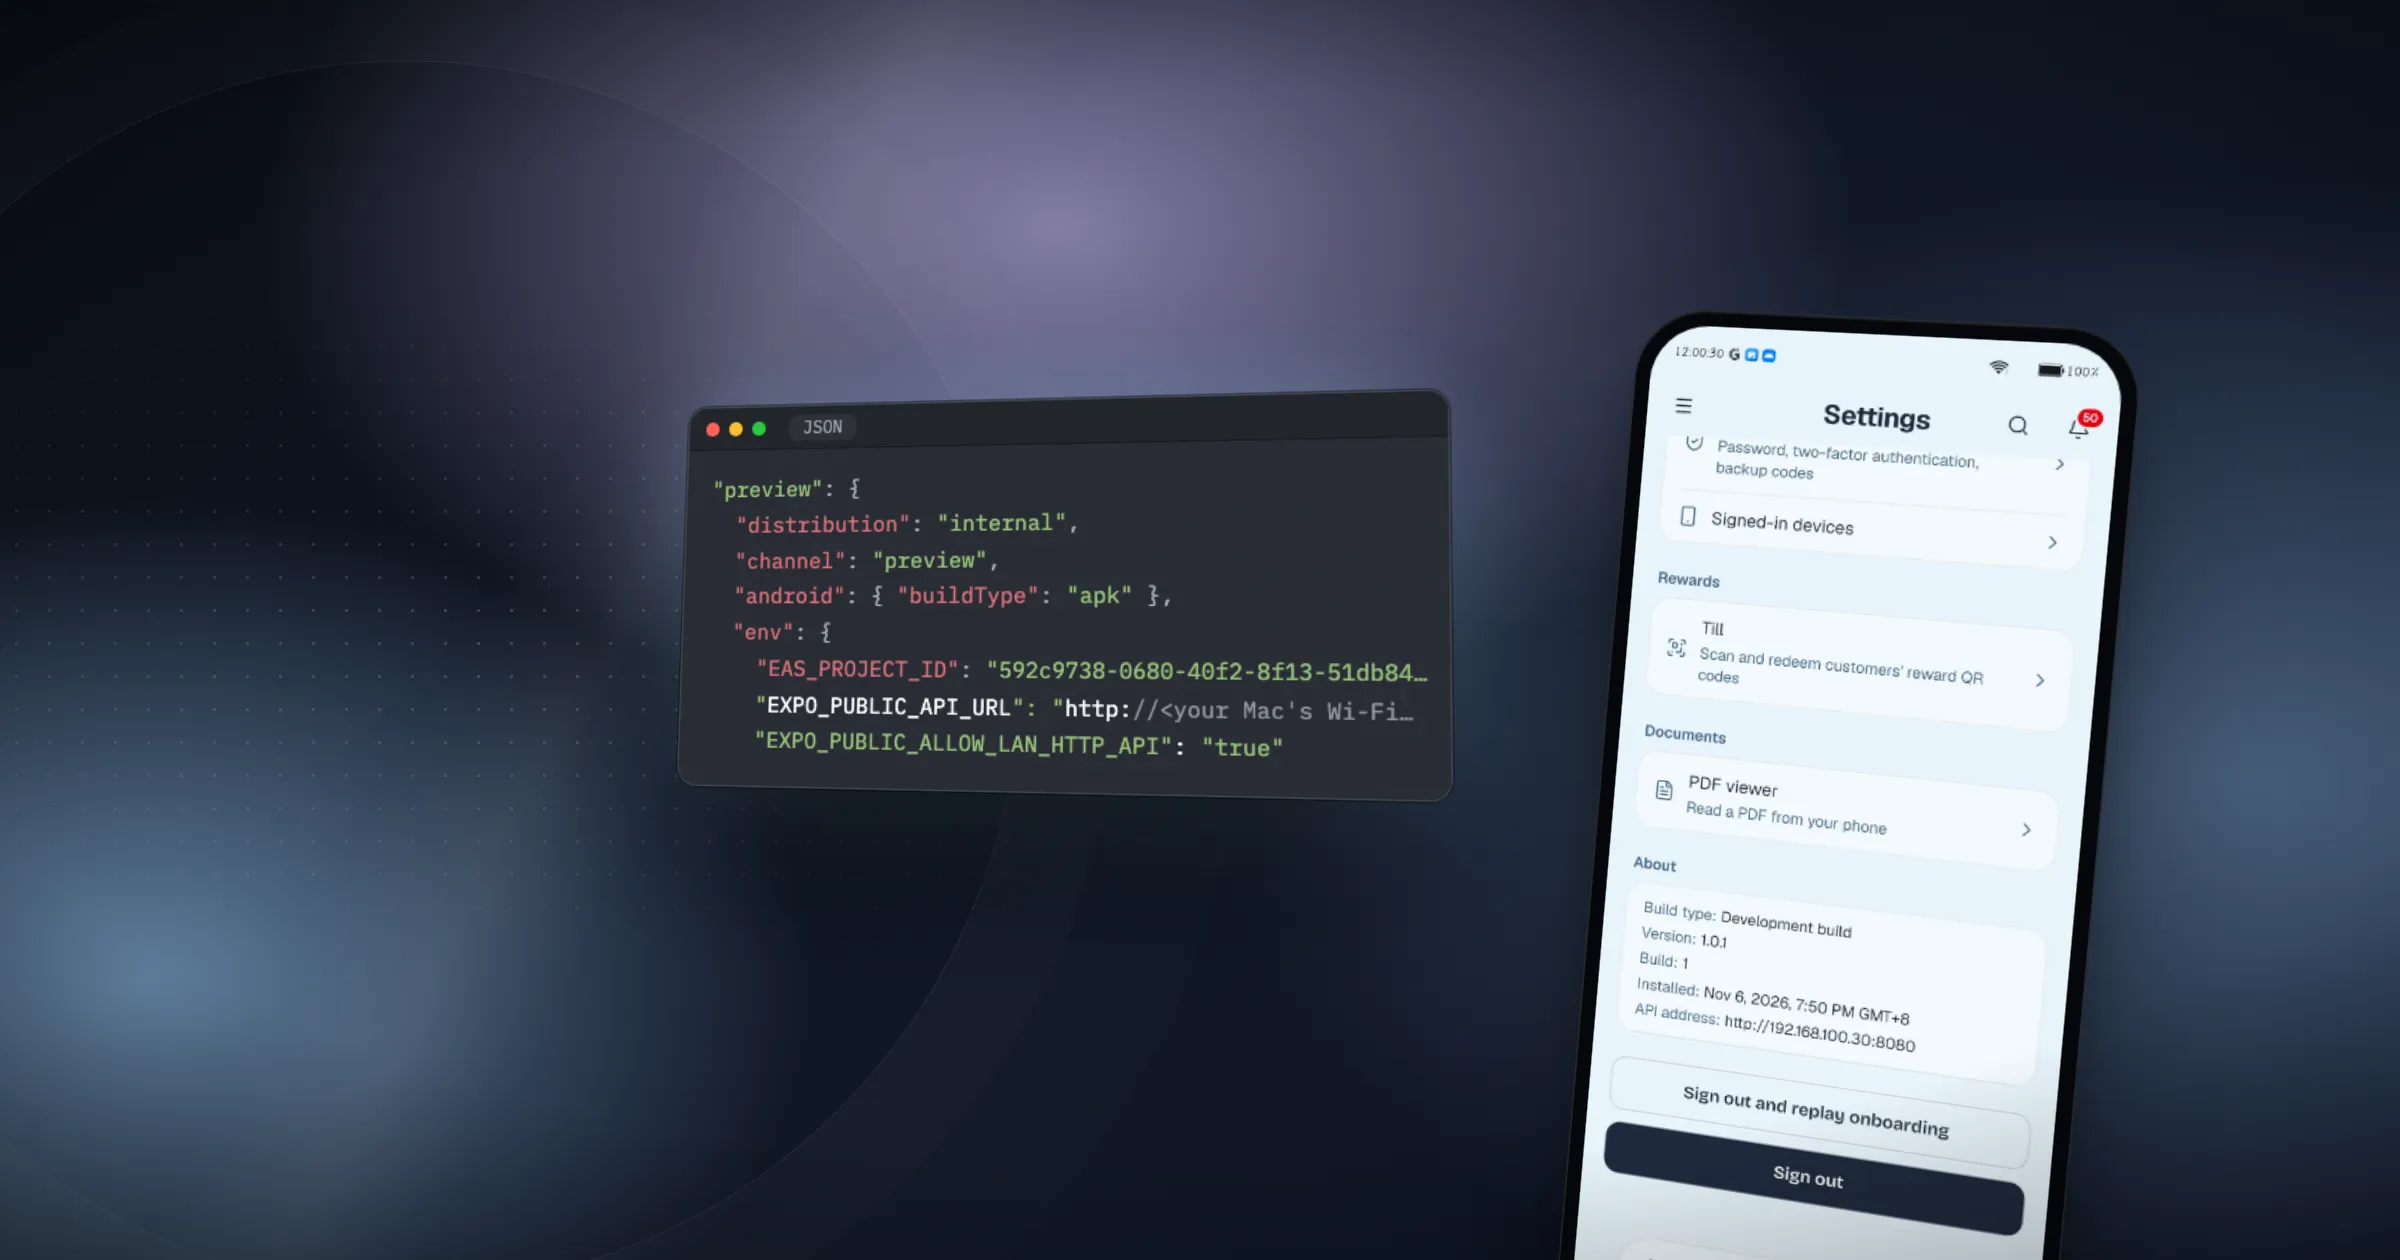 JSON
"preview": {
"distribution": "internal",
"channel": "preview",
"android": { "buildType": "apk" },
"env": {
"EAS_PROJECT_ID": "592c9738-0680-40f2-8f13-51db84…
"EXPO_PUBLIC_API_URL": "http://<your Mac's Wi-Fi…
"EXPO_PUBLIC_ALLOW_LAN_HTTP_API": "true"
12:00:30
100%
Settings
50
Password, two-factor authentication,
backup codes
Signed-in devices
Rewards
Till
Scan and redeem customers' reward QR
codes
Documents
PDF viewer
Read a PDF from your phone
About
Build type: Development build
Version: 1.0.1
Build: 1
Installed: Nov 6, 2026, 7:50 PM GMT+8
API address: http://192.168.100.30:8080
Sign out and replay onboarding
Sign out